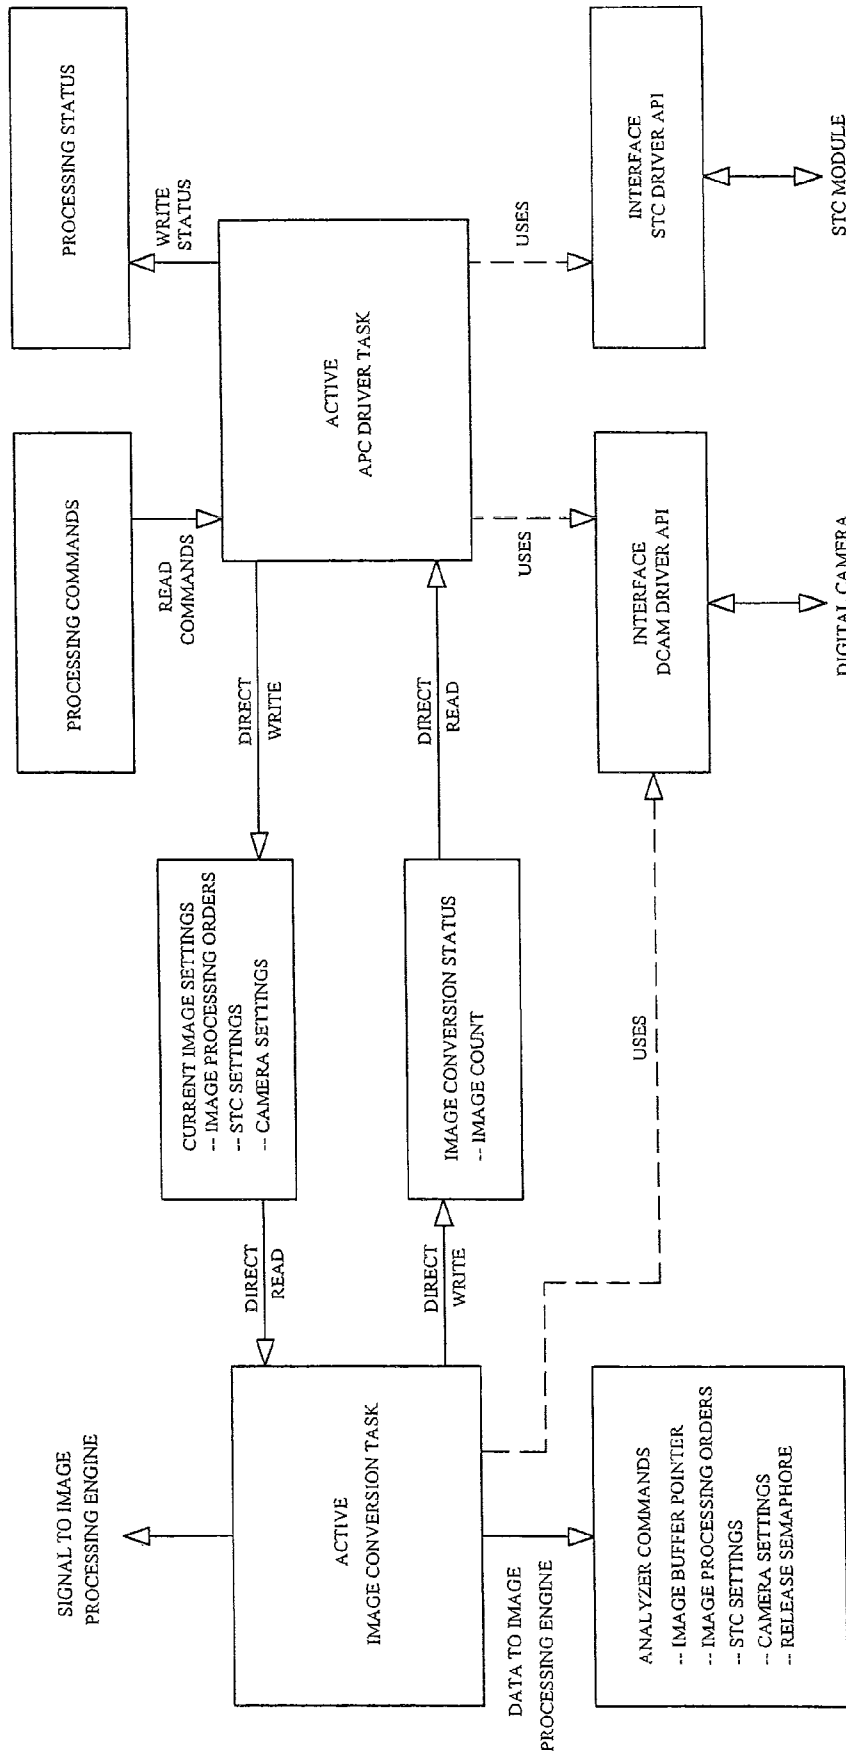 SIGNAL TO IMAGE
PROCESSING ENGINE
ACTIVE
IMAGE CONVERSION TASK
DATA TO IMAGE
PROCESSING ENGINE
ANALYZER COMMANDS
-- IMAGE BUFFER POINTER
-- IMAGE PROCESSING ORDERS
-- STC SETTINGS
-- CAMERA SETTINGS
-- RELEASE SEMAPHORE
DIRECT
READ
DIRECT
WRITE
CURRENT IMAGE SETTINGS
-- IMAGE PROCESSING ORDERS
-- STC SETTINGS
-- CAMERA SETTINGS
IMAGE CONVERSION STATUS
-- IMAGE COUNT
USES
DIRECT
WRITE
DIRECT
READ
PROCESSING COMMANDS
READ
COMMANDS
PROCESSING STATUS
WRITE
STATUS
ACTIVE
APC DRIVER TASK
USES
USES
INTERFACE
DCAM DRIVER API
DIGITAL CAMERA
INTERFACE
STC DRIVER API
STC MODULE